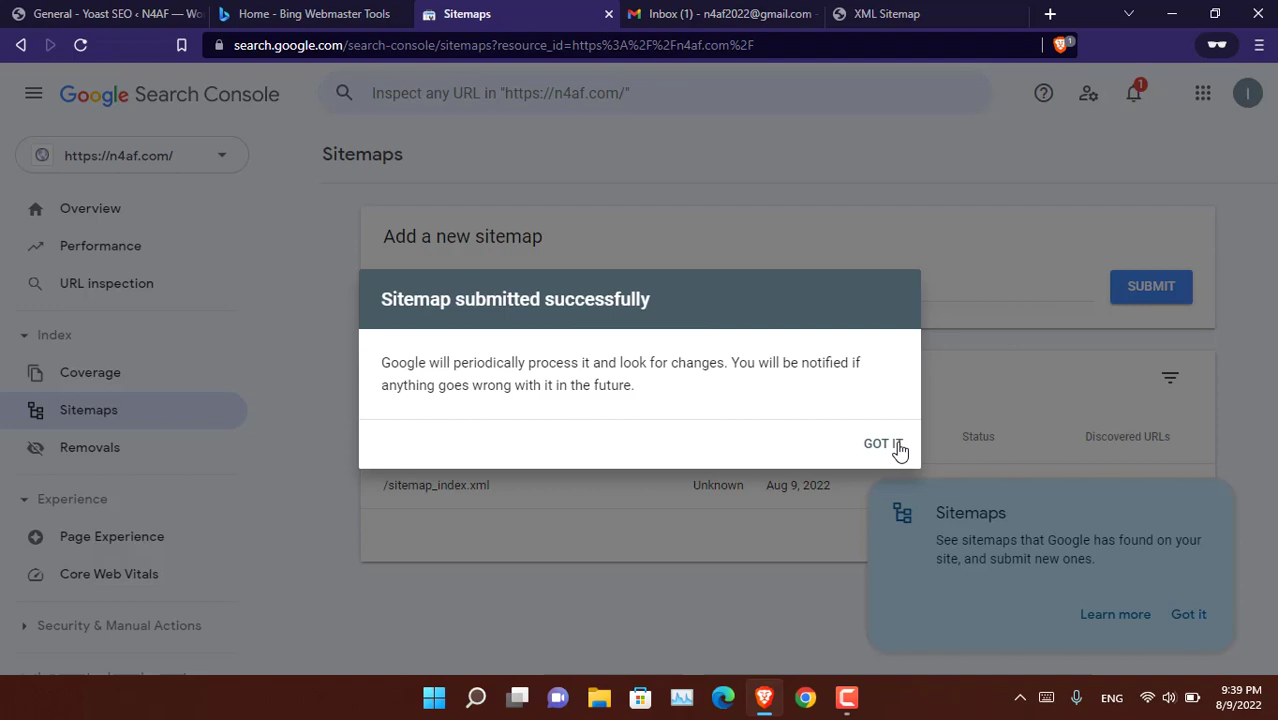 General - Yoast SEO ‹ N4AF — Wo
Home - Bing Webmaster Tools
Sitemaps
Inbox (1) - n4af2022@gmail.com -
XML Sitemap
search.google.com/search-console/sitemaps?resource_id=https%3A%2F%2Fn4af.com%2F
1
Google Search Console
Inspect any URL in "https://n4af.com/"
1
I
https://n4af.com/
Sitemaps
Overview
Performance
URL inspection
Index
Coverage
Sitemaps
Removals
Experience
Page Experience
Core Web Vitals
Security & Manual Actions
Add a new sitemap
SUBMIT
Sitemap submitted successfully
Google will periodically process it and look for changes. You will be notified if
anything goes wrong with it in the future.
GOT IT
Status
Discovered URLs
/sitemap_index.xml
Unknown
Aug 9, 2022
Sitemaps
See sitemaps that Google has found on your
site, and submit new ones.
Learn more
Got it
ENG
9:39 PM
8/9/2022